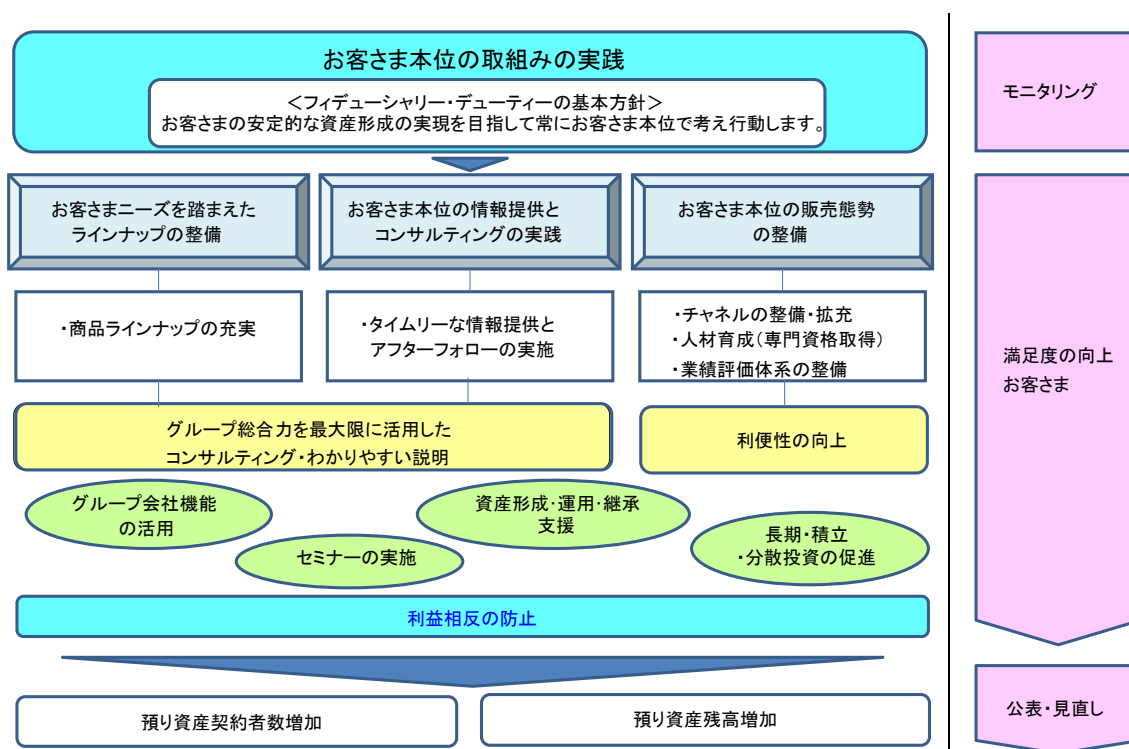 お客さま本位の取組みの実践
＜フィデューシャリー・デューティーの基本方針＞
お客さまの安定的な資産形成の実現を目指して常にお客さま本位で考え行動します。
お客さまニーズを踏まえた
ラインナップの整備
お客さま本位の情報提供と
コンサルティングの実践
お客さま本位の販売態勢
の整備
・商品ラインナップの充実
・タイムリーな情報提供と
アフターフォローの実施
・チャネルの整備・拡充
・人材育成（専門資格取得）
・業績評価体系の整備
グループ総合力を最大限に活用した
コンサルティング・わかりやすい説明
利便性の向上
グループ会社機能
の活用
セミナーの実施
資産形成・運用・継承
支援
長期・積立
・分散投資の促進
利益相反の防止
預り資産契約者数増加
預り資産残高増加
モニタリング
満足度の向上
お客さま
公表・見直し